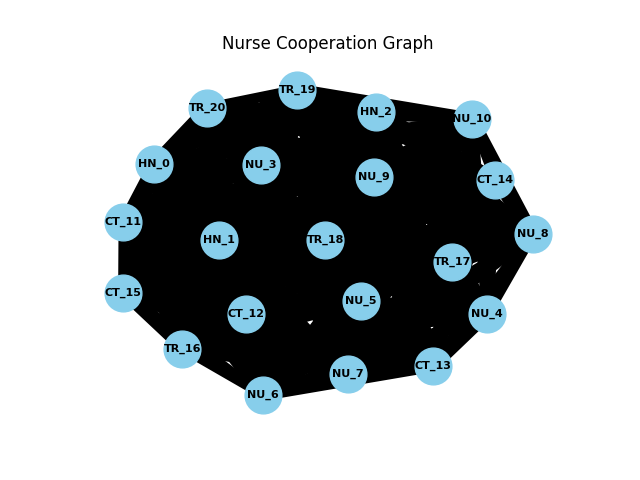 Nurse Cooperation Graph
TR_19
TR_20
HN_2
NU_10
HN_0
NU_3
NU_9
CT_14
CT_11
HN_1
TR_18
NU_8
TR_17
CT_15
NU_5
CT_12
NU_4
TR_16
CT_13
NU_7
NU_6